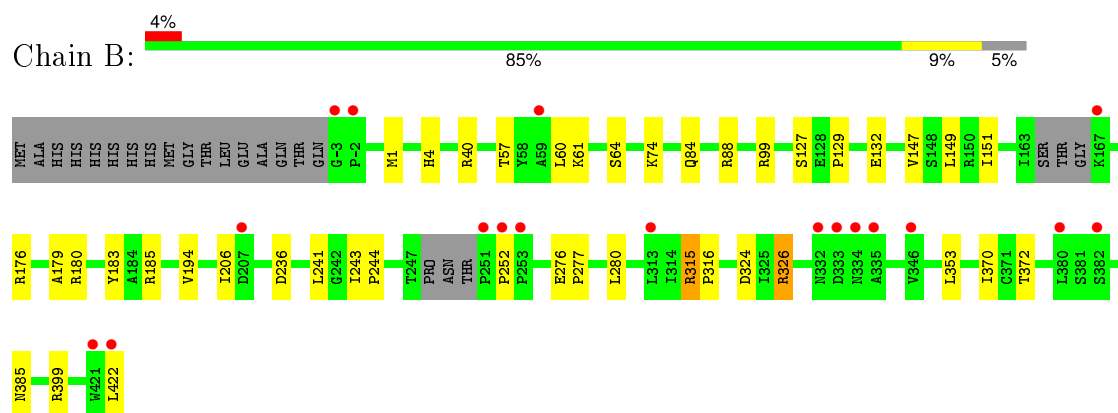 4%
Chain B:
85% 9% 5%
MET ALA HIS HIS HIS HIS HIS HIS MET GLY THR LEU GLU ALA GLN THR GLN G-3 P-2 M1 H4 R40 T57 Y58 A59 L60 K61 S64 K74 Q84 R88 R99 S127 E128 P129 E132 V147 S148 L149 R150 I151 I163 SER THR GLY K167
R176 A179 R180 Y183 A184 R185 V194 I206 D207 D236 L241 G242 I243 P244 T247 PRO ASN THR P251 P252 P253 E276 P277 L280 L313 I314 R315 P316 D324 I325 R326 N332 D333 N334 A335 V346 L353 I370 C371 T372 L380 S381 S382
N385 R399 W421 L422